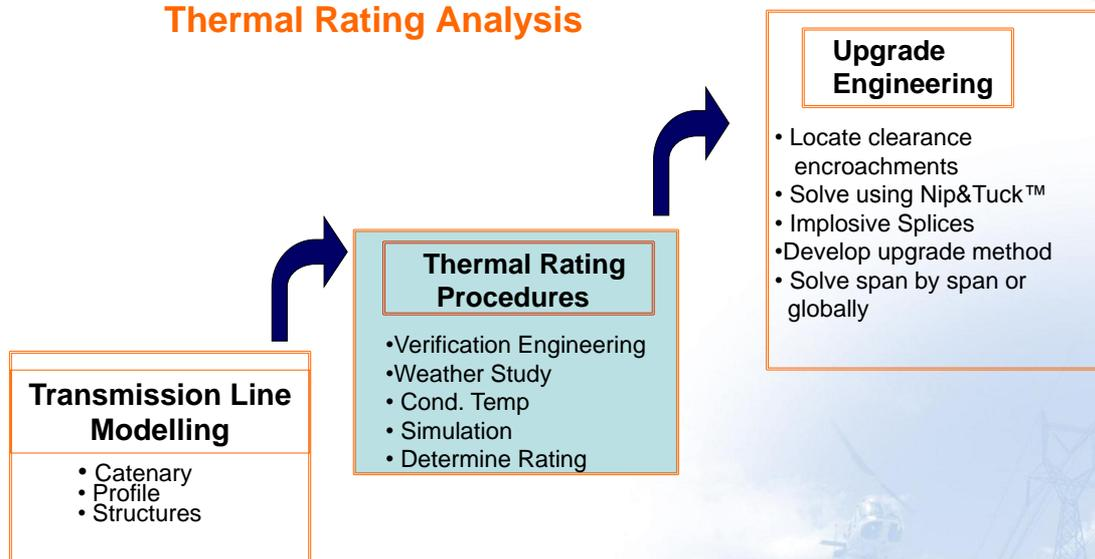 Thermal Rating Analysis
Transmission Line
Modelling
• Catenary
• Profile
• Structures
Thermal Rating
Procedures
•Verification Engineering
•Weather Study
• Cond. Temp
• Simulation
• Determine Rating
Upgrade
Engineering
• Locate clearance
encroachments
• Solve using Nip&Tuck™
• Implosive Splices
•Develop upgrade method
• Solve span by span or
globally